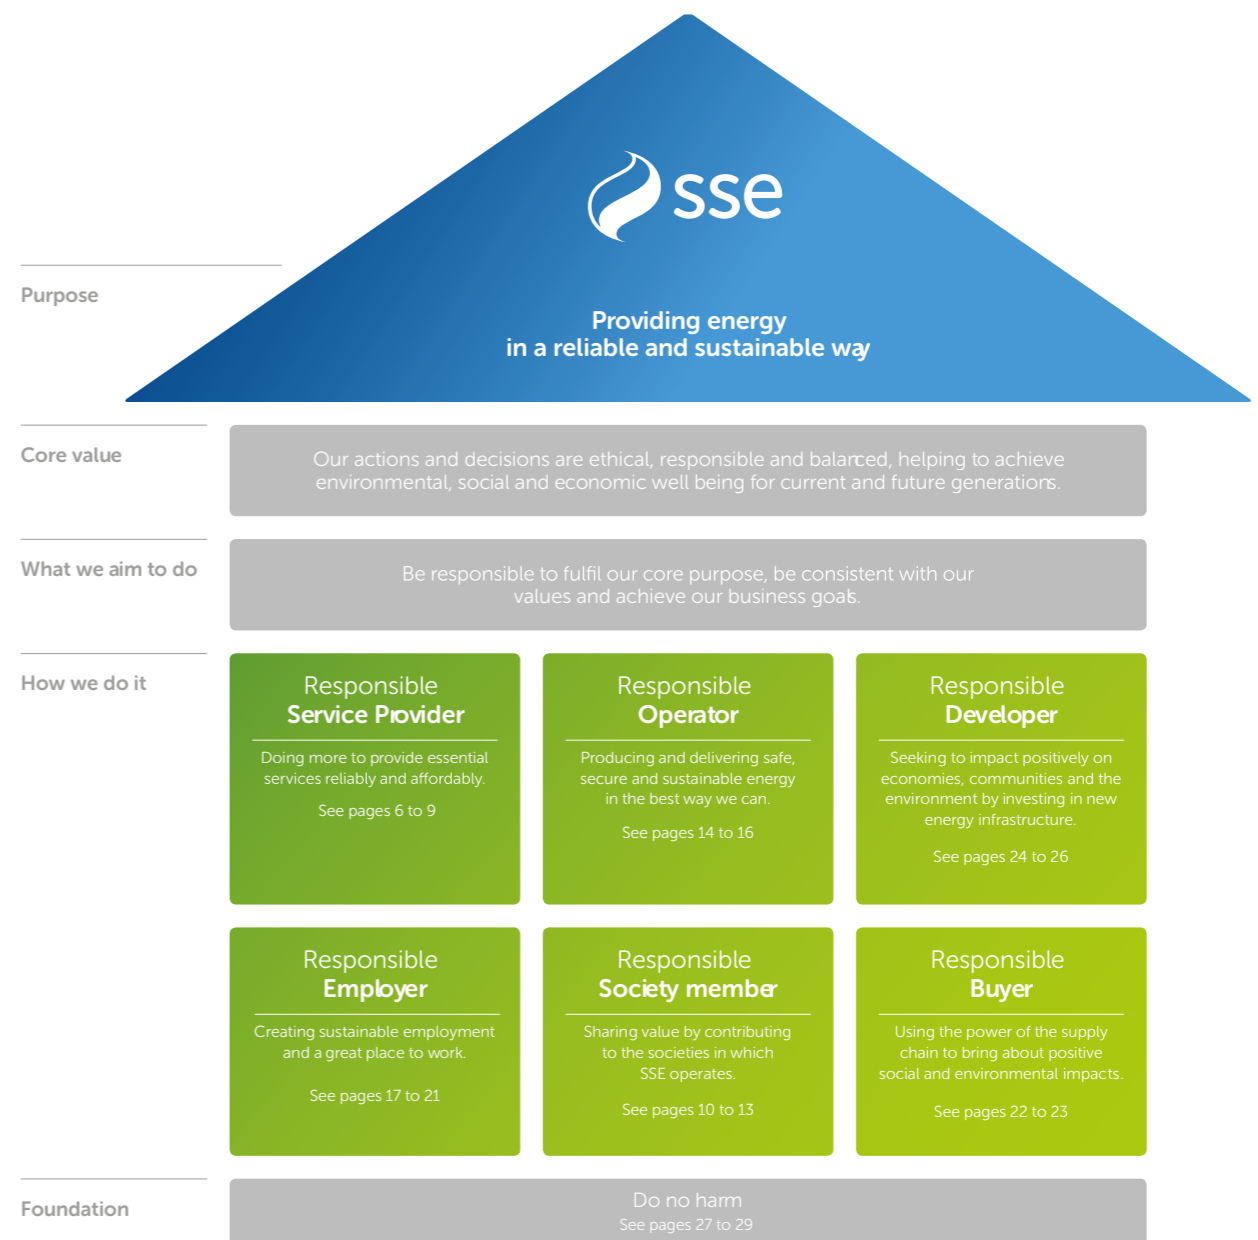 sse
Purpose
Providing energy
in a reliable and sustainable way
Core value
Our actions and decisions are ethical, responsible and balanced, helping to achieve
environmental, social and economic well being for current and future generations.
What we aim to do
Be responsible to fulfil our core purpose, be consistent with our
values and achieve our business goals.
How we do it
Responsible
Service Provider
Doing more to provide essential
services reliably and affordably.
See pages 6 to 9
Responsible
Operator
Producing and delivering safe,
secure and sustainable energy
in the best way we can.
See pages 14 to 16
Responsible
Developer
Seeking to impact positively on
economies, communities and the
environment by investing in new
energy infrastructure.
See pages 24 to 26
Responsible
Employer
Creating sustainable employment
and a great place to work.
See pages 17 to 21
Responsible
Society member
Sharing value by contributing
to the societies in which
SSE operates.
See pages 10 to 13
Responsible
Buyer
Using the power of the supply
chain to bring about positive
social and environmental impacts.
See pages 22 to 23
Foundation
Do no harm
See pages 27 to 29